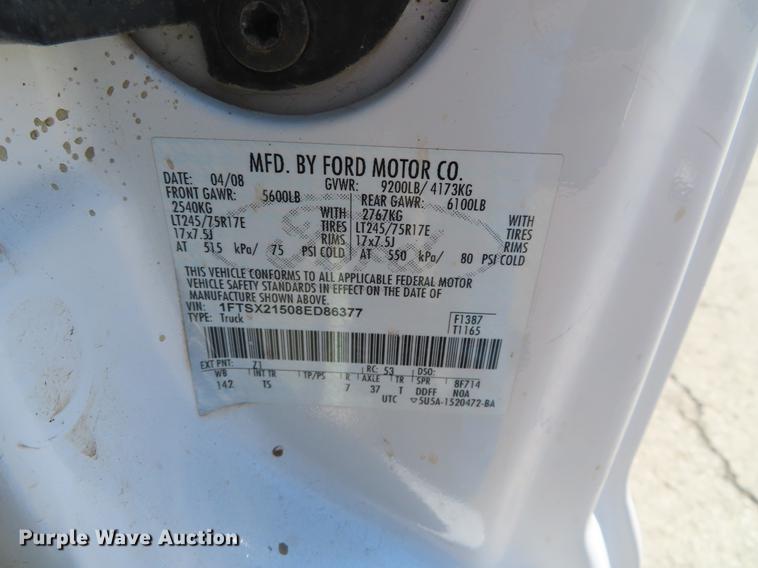 MFD. BY FORD MOTOR CO.
DATE: 04/08 GVWR: 9200LB/ 4173KG
FRONT GAWR: 5600LB REAR GAWR: 6100LB
2540KG WITH 2767KG WITH
LT245/75R17E TIRES LT245/75R17E TIRES
17x7.5J RIMS 17x7.5J RIMS
AT 515 kPa/ 75 PSI COLD AT 550 kPa/ 80 PSI COLD
THIS VEHICLE CONFORMS TO ALL APPLICABLE FEDERAL MOTOR
VEHICLE SAFETY STANDARDS IN EFFECT ON THE DATE OF
MANUFACTURE SHOWN ABOVE.
VIN: 1FTSX21508ED86377 F1387
TYPE: Truck T1165
EXT PNT: Z1 RC: 53 DSO:
WB INT TR TP/PS R AXLE TR SPR 8F714
142 TS 7 37 T DDFF N0A
UTC ▽5U5A-1520472-BA
Ford
Purple Wave Auction